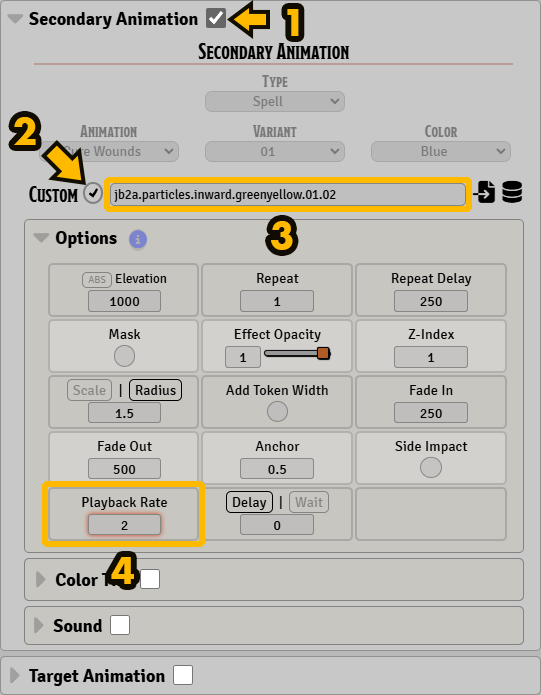 Secondary Animation
1
Secondary Animation
Type
Spell
2
Animation Variant Color
Wounds 01 Blue
Custom jb2a.particles.inward.greenyellow.01.02
3
Options i
ABS Elevation Repeat Repeat Delay
1000 1 250
Mask Effect Opacity Z-Index
1 1
Scale | Radius Add Token Width Fade In
1.5 250
Fade Out Anchor Side Impact
500 0.5
Playback Rate Delay | Wait
2 0
4
Color
Sound
Target Animation